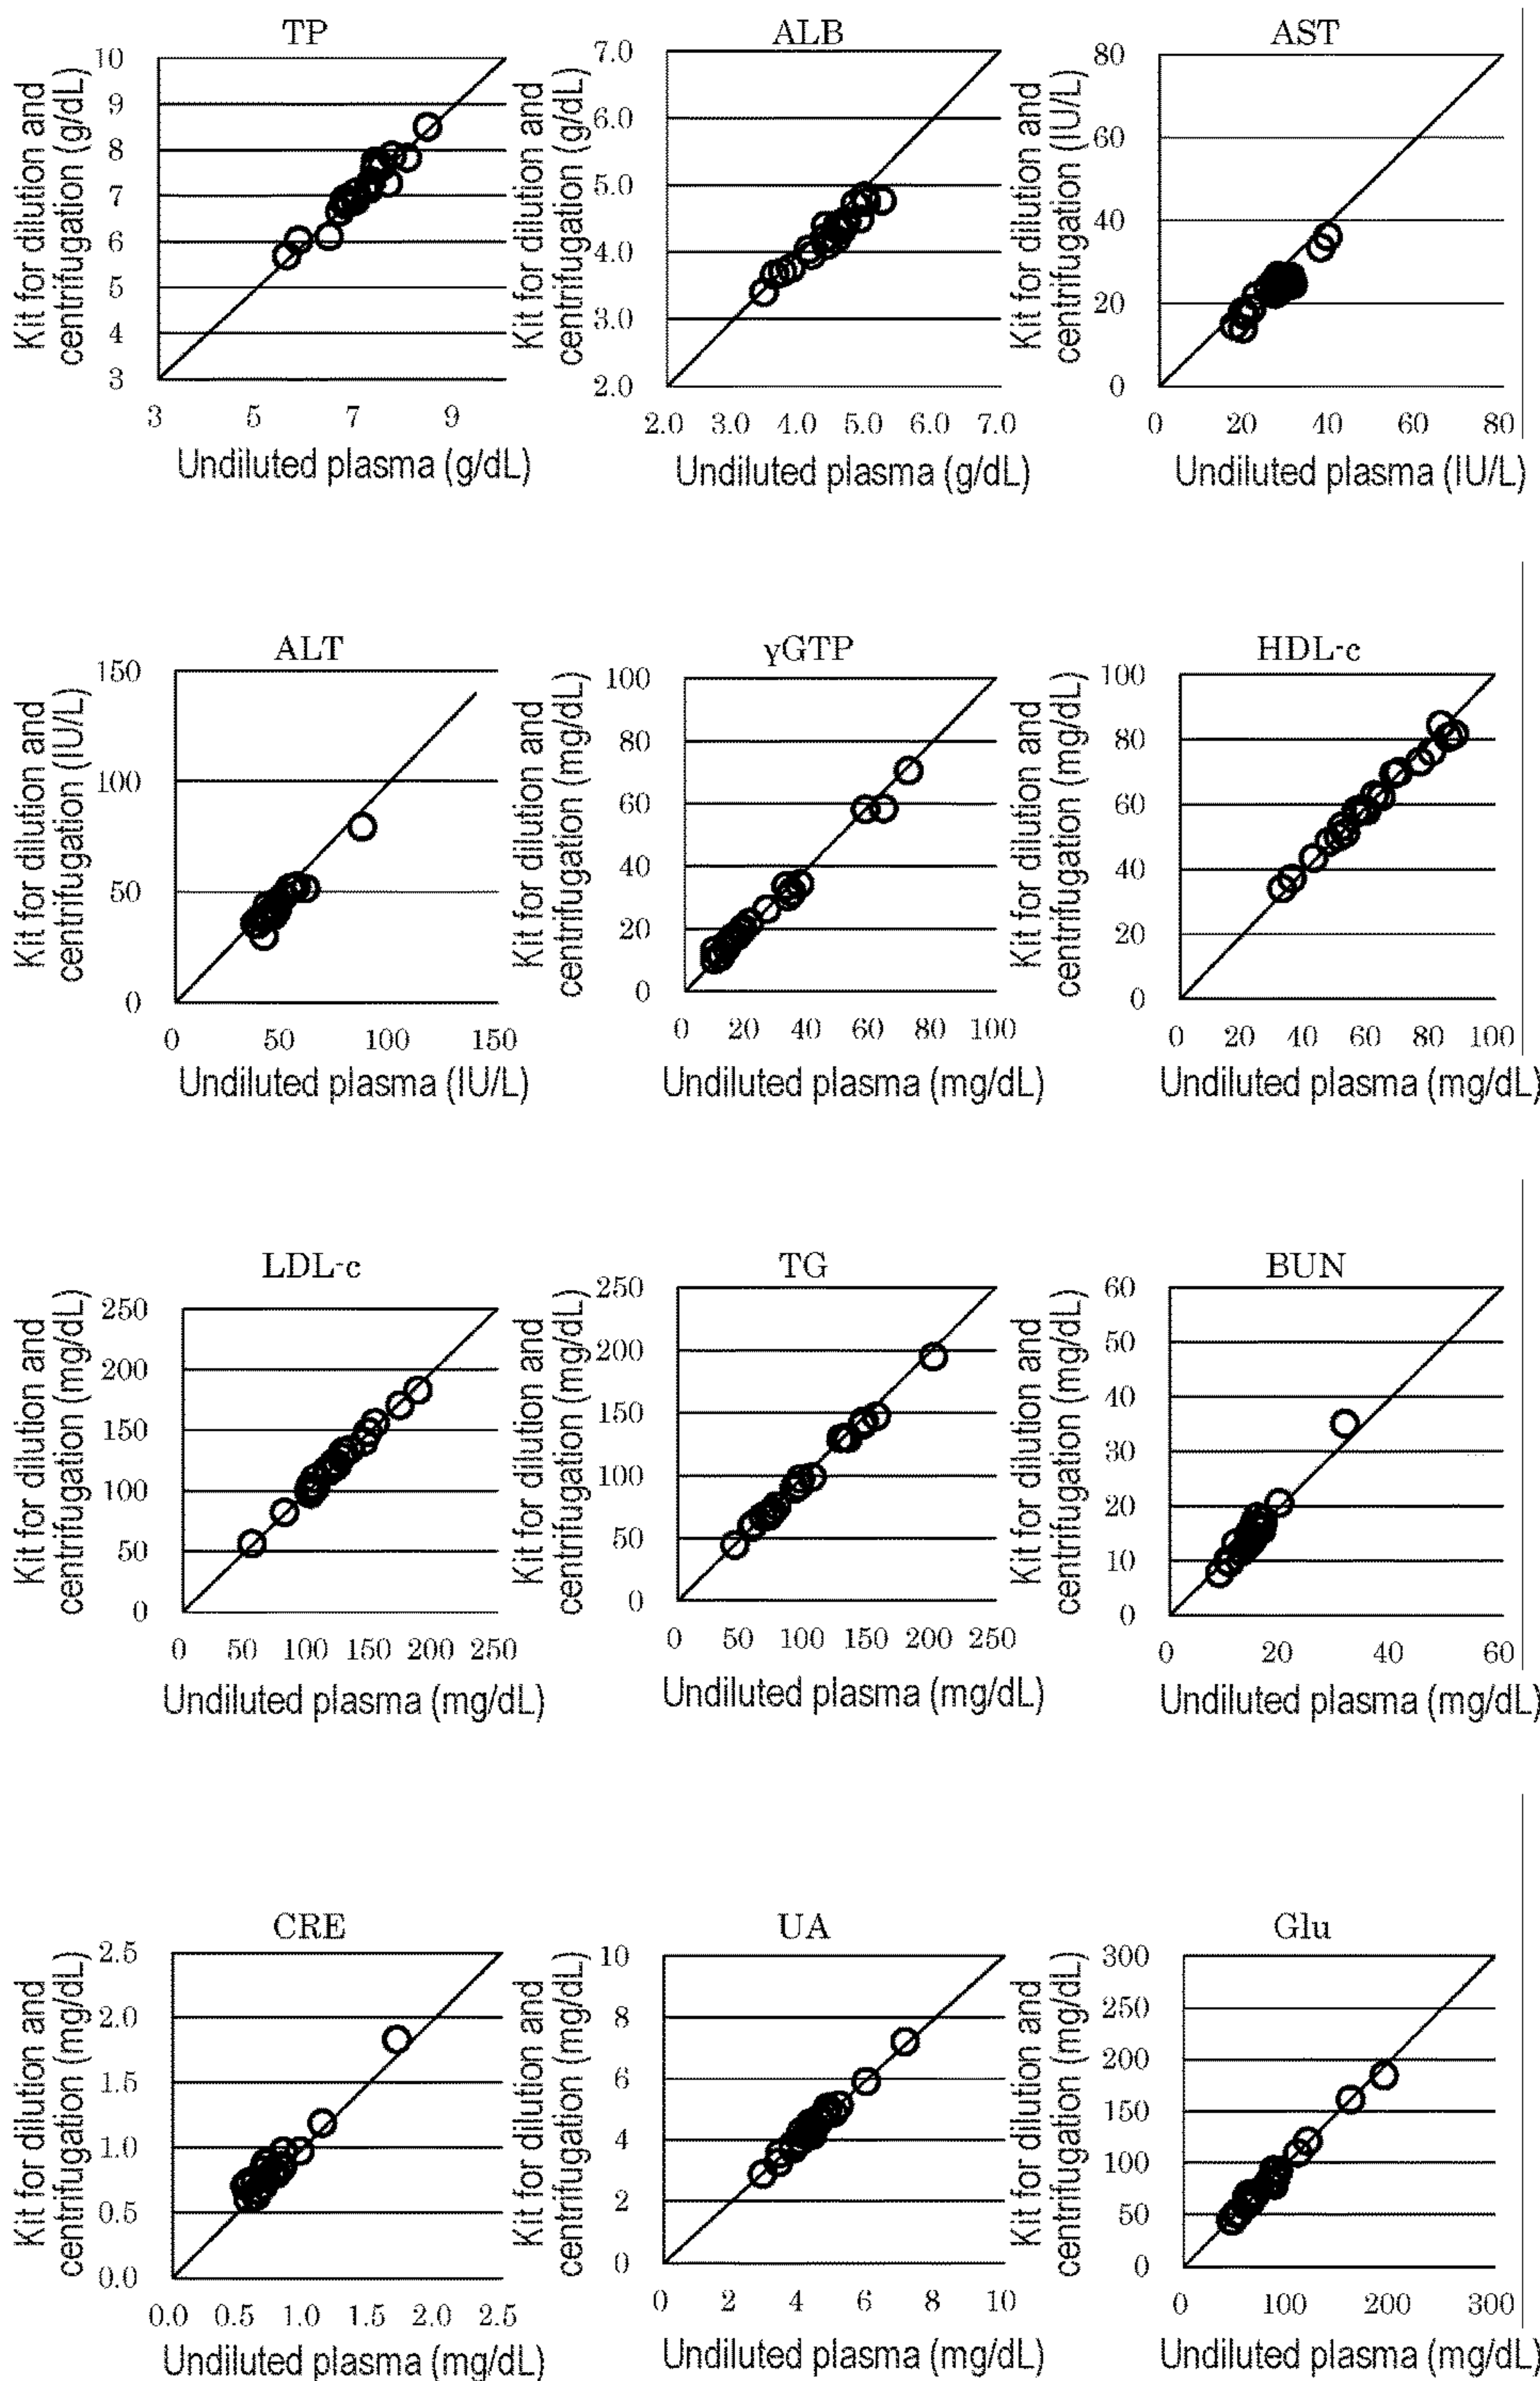 TP
Kit for dilution and
centrifugation (g/dL)
10
9
8
7
6
5
4
3
3 5 7 9
Undiluted plasma (g/dL)
ALB
Kit for dilution and
centrifugation (g/dL)
7.0
6.0
5.0
4.0
3.0
2.0
2.0 3.0 4.0 5.0 6.0 7.0
Undiluted plasma (g/dL)
AST
Kit for dilution and
centrifugation (IU/L)
80
60
40
20
0
0 20 40 60 80
Undiluted plasma (IU/L)
ALT
Kit for dilution and
centrifugation (IU/L)
150
100
50
0
0 50 100 150
Undiluted plasma (IU/L)
γGTP
Kit for dilution and
centrifugation (mg/dL)
100
80
60
40
20
0
0 20 40 60 80 100
Undiluted plasma (mg/dL)
HDL-c
Kit for dilution and
centrifugation (mg/dL)
100
80
60
40
20
0
0 20 40 60 80 100
Undiluted plasma (mg/dL)
LDL-c
Kit for dilution and
centrifugation (mg/dL)
250
200
150
100
50
0
0 50 100 150 200 250
Undiluted plasma (mg/dL)
TG
Kit for dilution and
centrifugation (mg/dL)
250
200
150
100
50
0
0 50 100 150 200 250
Undiluted plasma (mg/dL)
BUN
Kit for dilution and
centrifugation (mg/dL)
60
50
40
30
20
10
0
0 20 40 60
Undiluted plasma (mg/dL)
CRE
Kit for dilution and
centrifugation (mg/dL)
2.5
2.0
1.5
1.0
0.5
0.0
0.0 0.5 1.0 1.5 2.0 2.5
Undiluted plasma (mg/dL)
UA
Kit for dilution and
centrifugation (mg/dL)
10
8
6
4
2
0
0 2 4 6 8 10
Undiluted plasma (mg/dL)
Glu
Kit for dilution and
centrifugation (mg/dL)
300
250
200
150
100
50
0
0 100 200 300
Undiluted plasma (mg/dL)